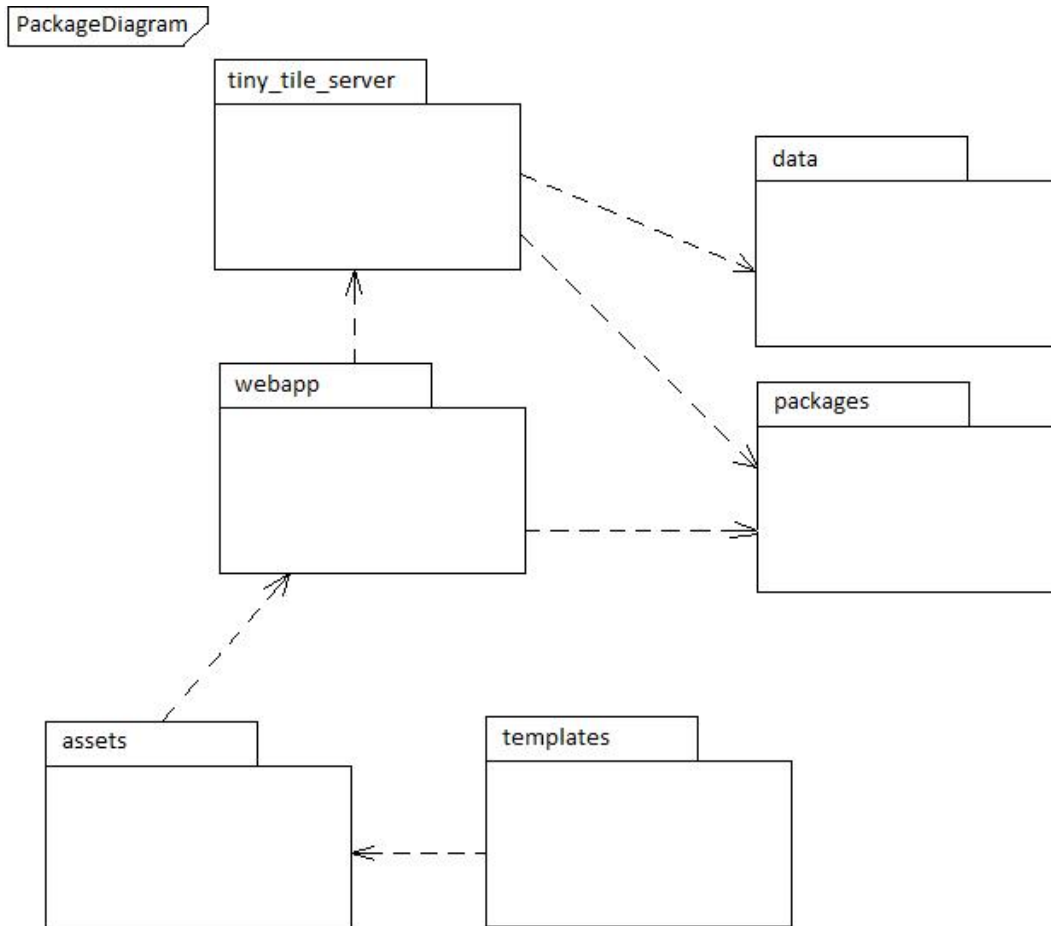 PackageDiagram
tiny_tile_server
data
webapp
packages
assets
templates